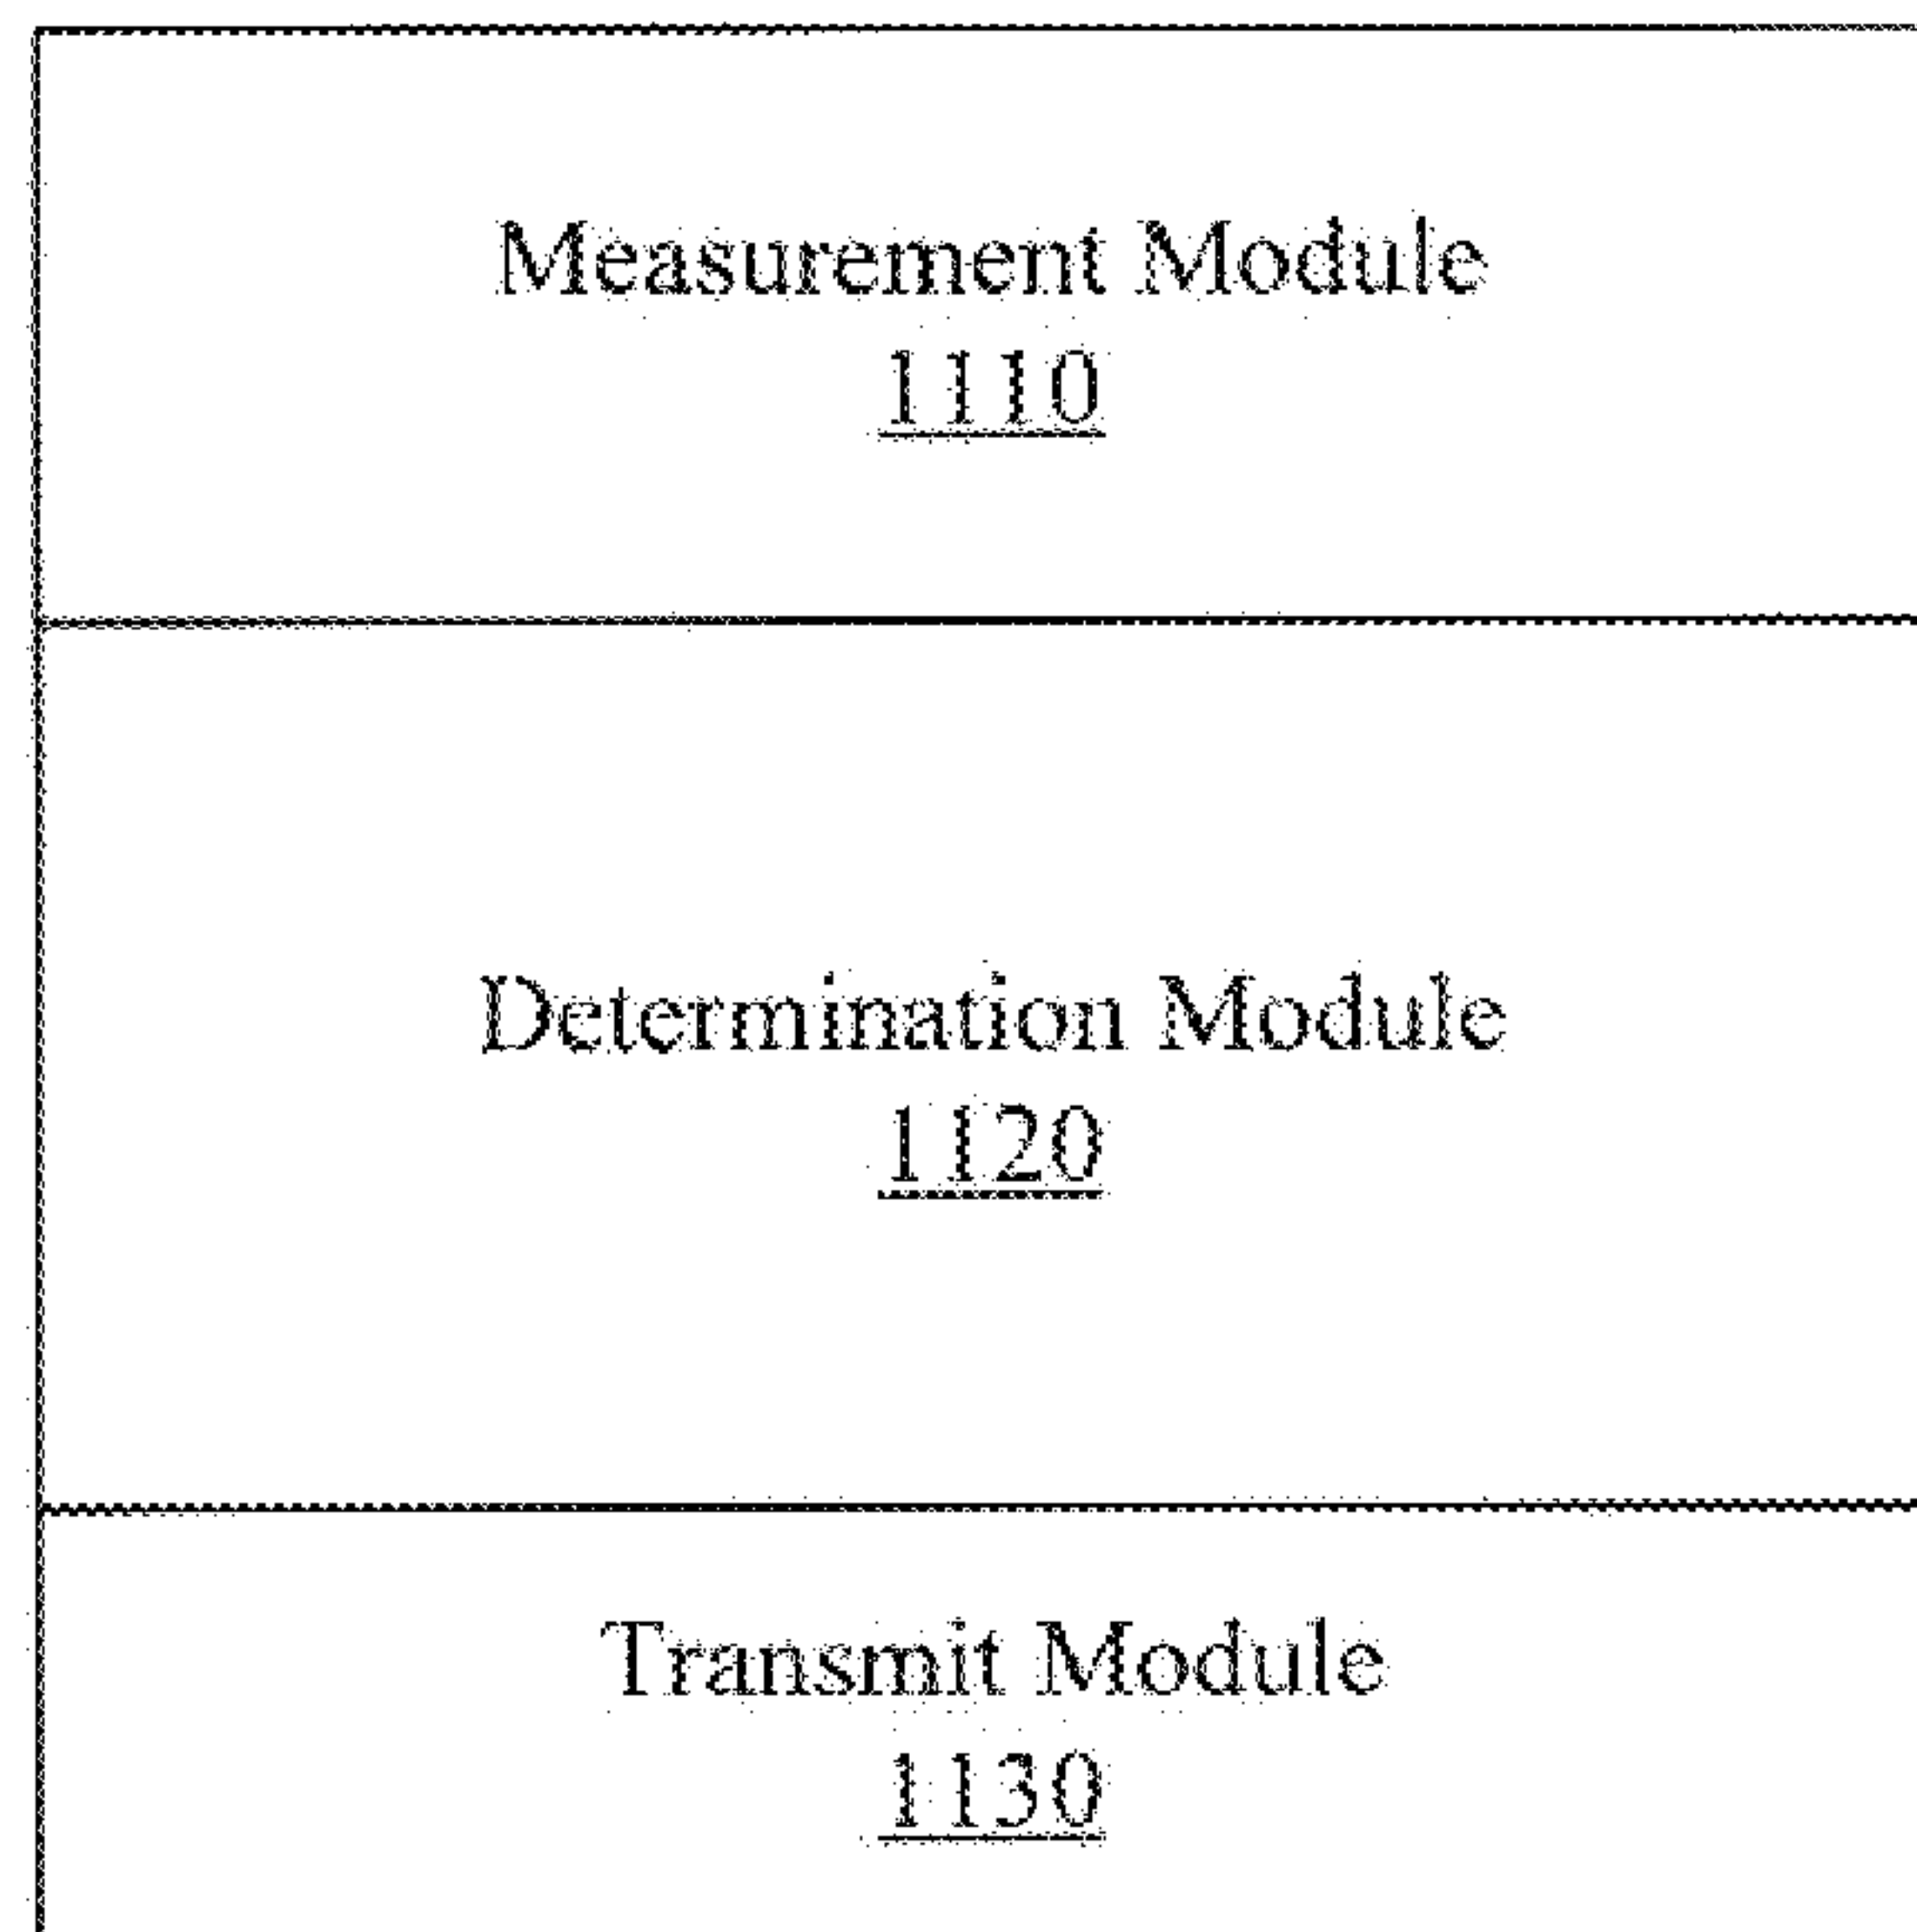 Measurement Module
1110
Determination Module
1120
Transmit Module
1130